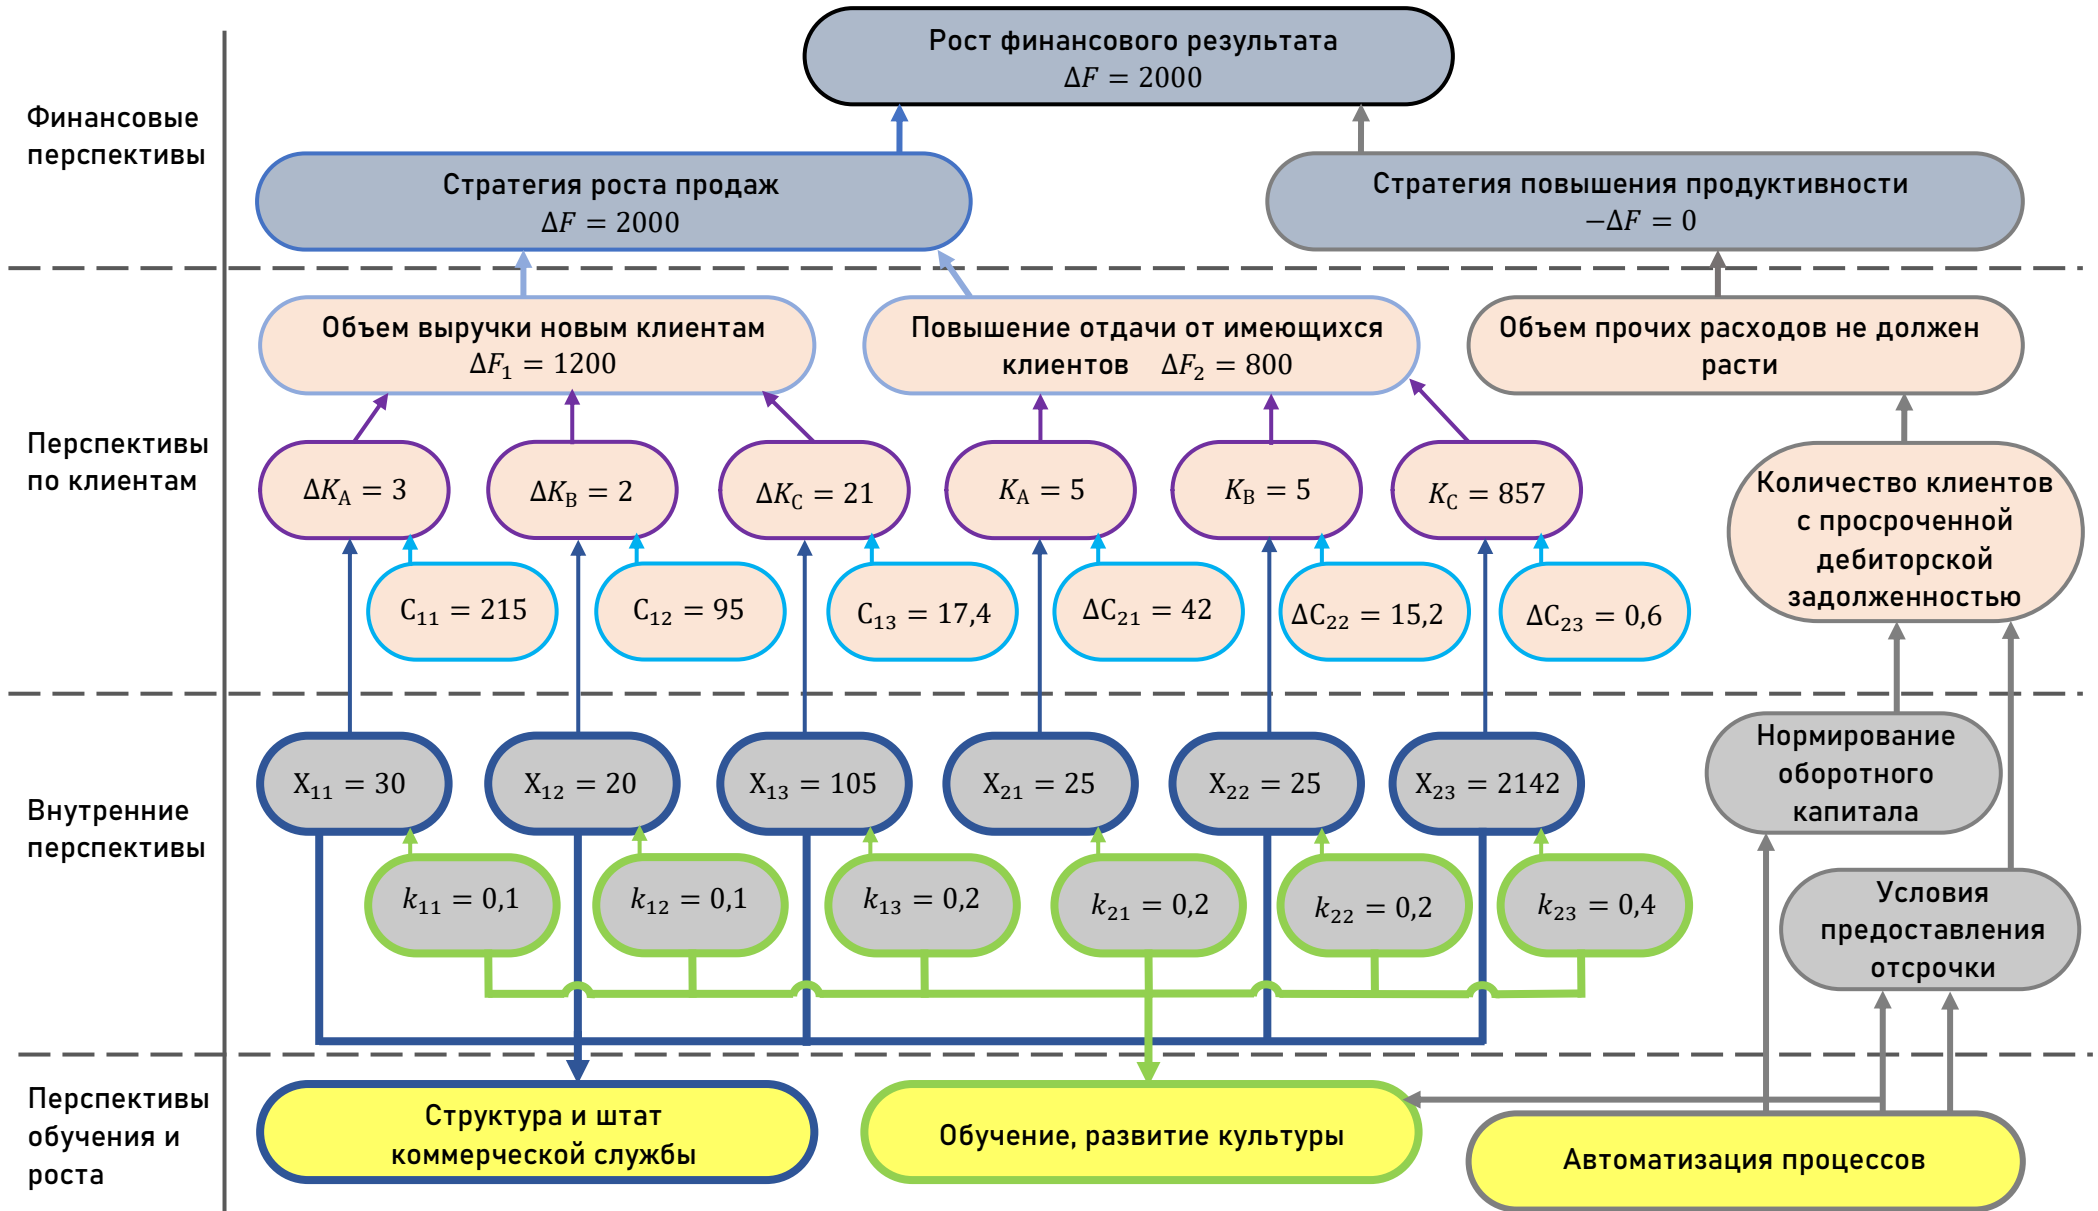 Рост финансового результата
ΔF = 2000
Финансовые
перспективы
Стратегия роста продаж
ΔF = 2000
Стратегия повышения продуктивности
−ΔF = 0
Объем выручки новым клиентам
ΔF₁ = 1200
Повышение отдачи от имеющихся
клиентов ΔF₂ = 800
Объем прочих расходов не должен
расти
Перспективы
по клиентам
ΔK_A = 3
ΔK_B = 2
ΔK_C = 21
K_A = 5
K_B = 5
K_C = 857
Количество клиентов
с просроченной
дебиторской
задолженностью
C₁₁ = 215
C₁₂ = 95
C₁₃ = 17,4
ΔC₂₁ = 42
ΔC₂₂ = 15,2
ΔC₂₃ = 0,6
Внутренние
перспективы
X₁₁ = 30
X₁₂ = 20
X₁₃ = 105
X₂₁ = 25
X₂₂ = 25
X₂₃ = 2142
Нормирование
оборотного
капитала
k₁₁ = 0,1
k₁₂ = 0,1
k₁₃ = 0,2
k₂₁ = 0,2
k₂₂ = 0,2
k₂₃ = 0,4
Условия
предоставления
отсрочки
Перспективы
обучения и
роста
Структура и штат
коммерческой службы
Обучение, развитие культуры
Автоматизация процессов